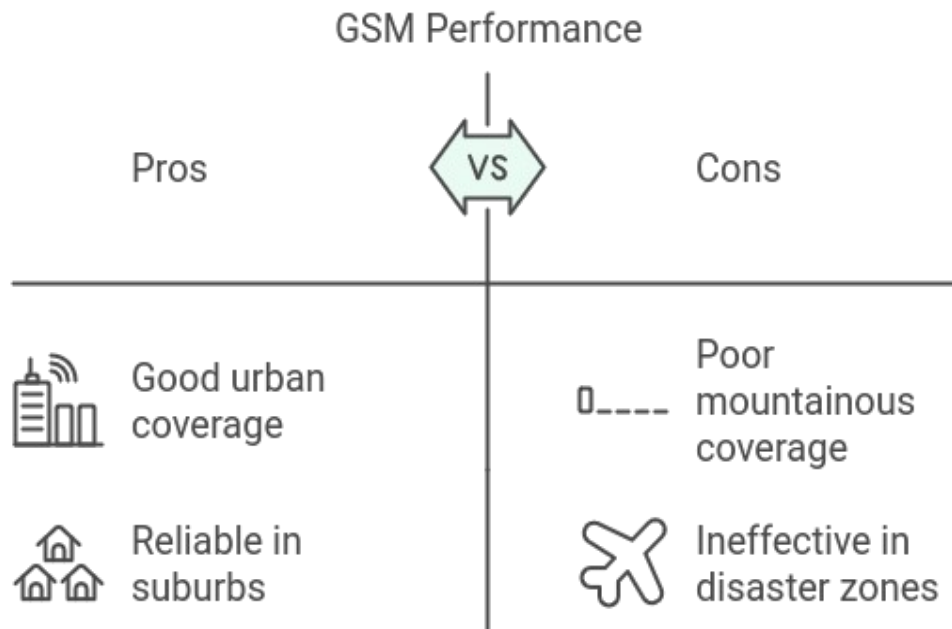 GSM Performance
Pros
VS
Cons
Good urban
coverage
Poor
mountainous
coverage
Reliable in
suburbs
Ineffective in
disaster zones